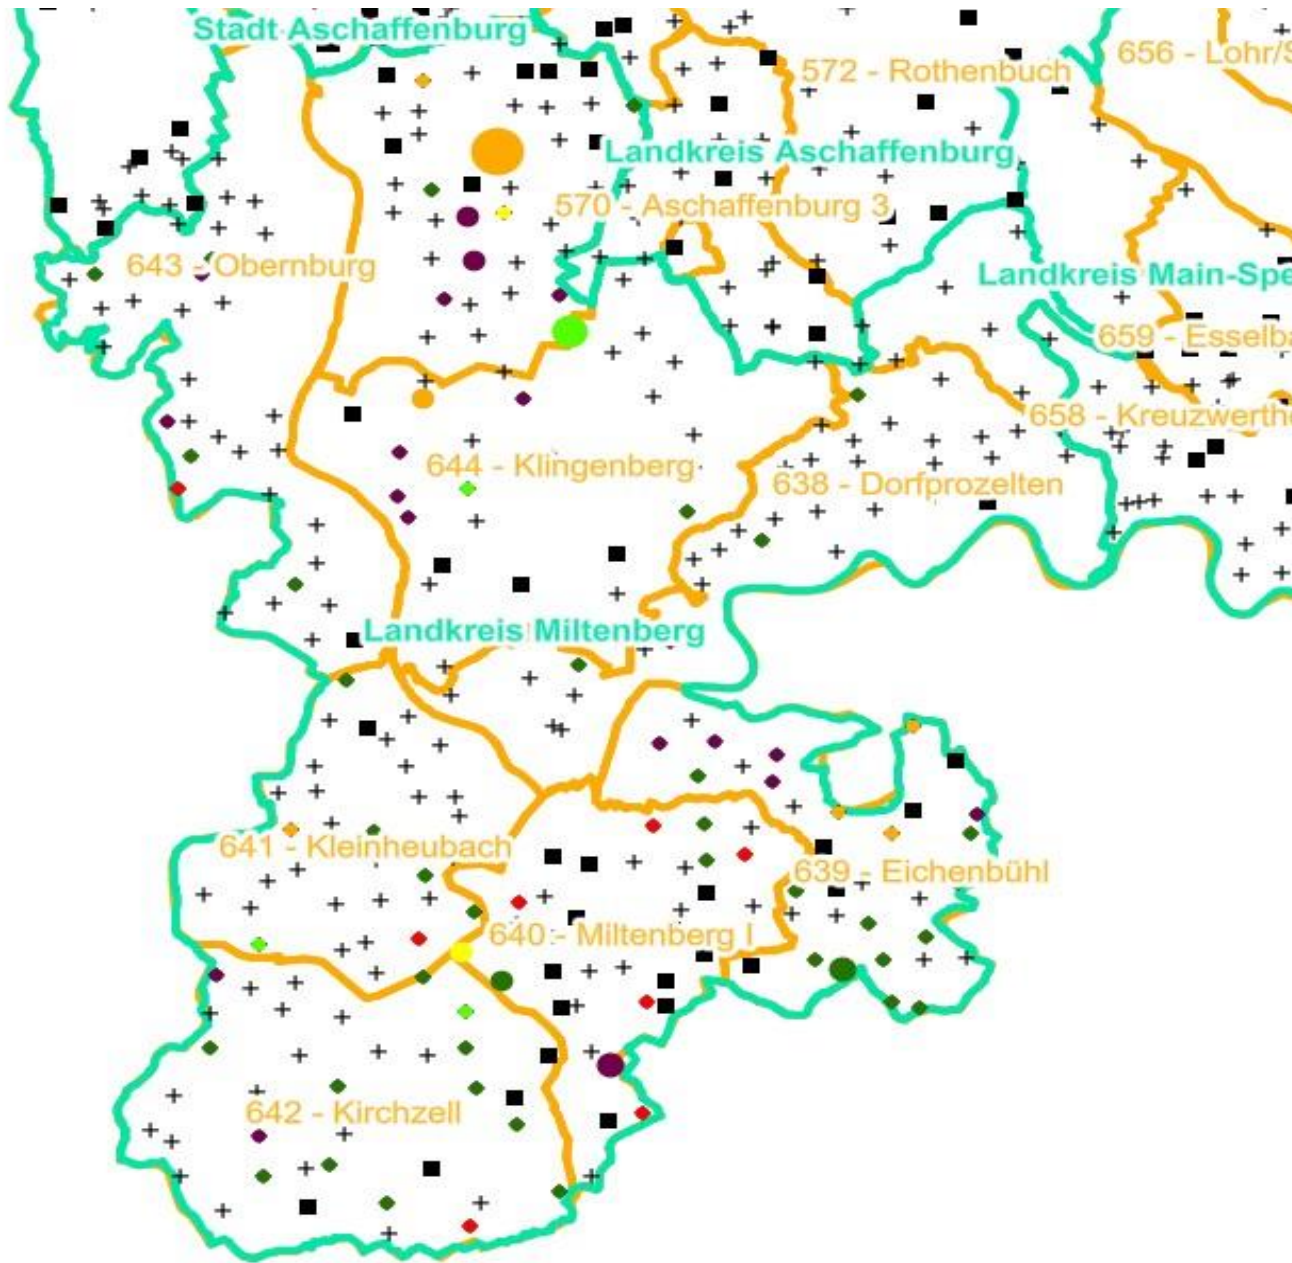 Stadt Aschaffenburg
656 - Lohr/S
572 - Rothenbuch
Landkreis Aschaffenburg
570 - Aschaffenburg 3
643 - Obernburg
Landkreis Main-Spe
659 - Esselba
658 - Kreuzwerthe
644 - Klingenberg
638 - Dorfprozelten
Landkreis Miltenberg
641 - Kleinheubach
639 - Eichenbühl
640 - Miltenberg I
642 - Kirchzell